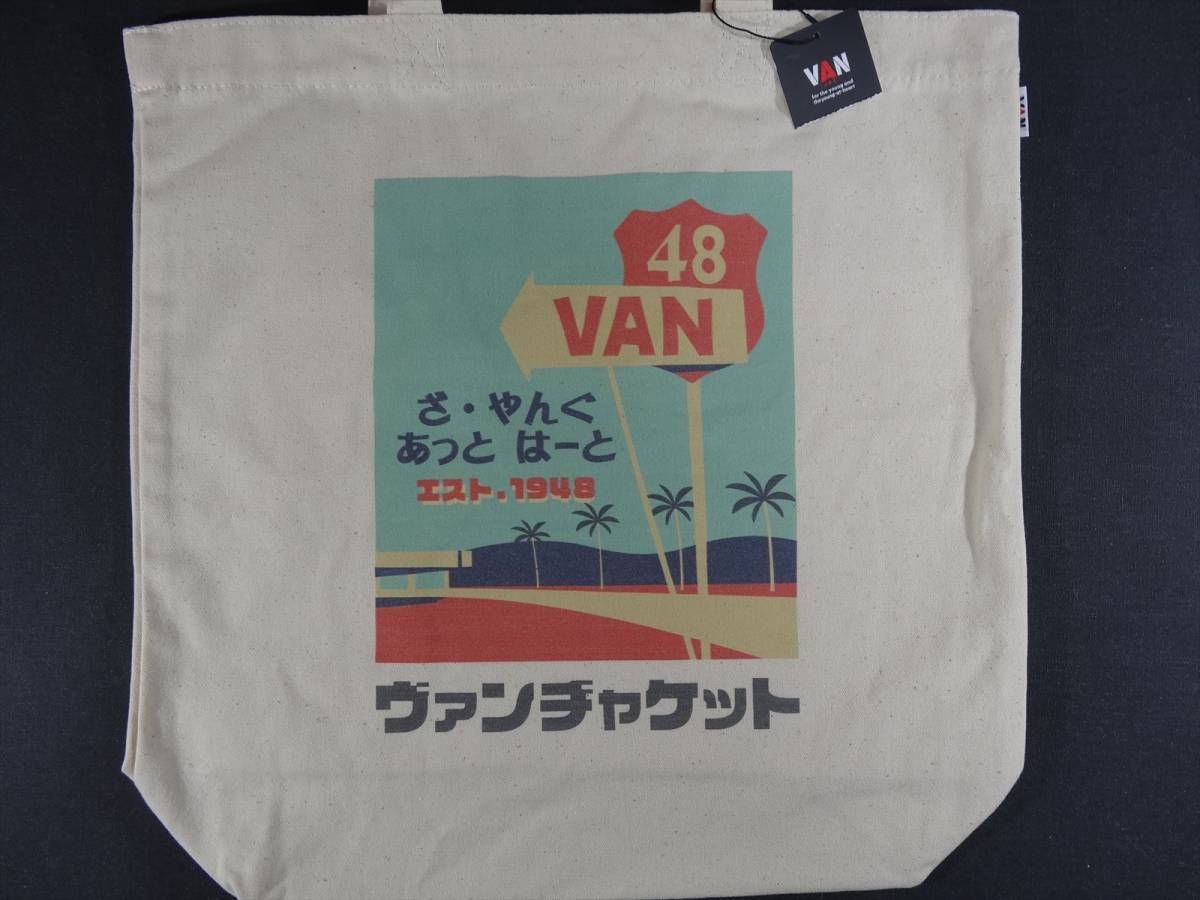 VAN
JAC
for the young and
the young-at-heart
VAN
48
VAN
ざ・やんぐ
あっと はーと
エスト.1948
ヴァンヂャケット